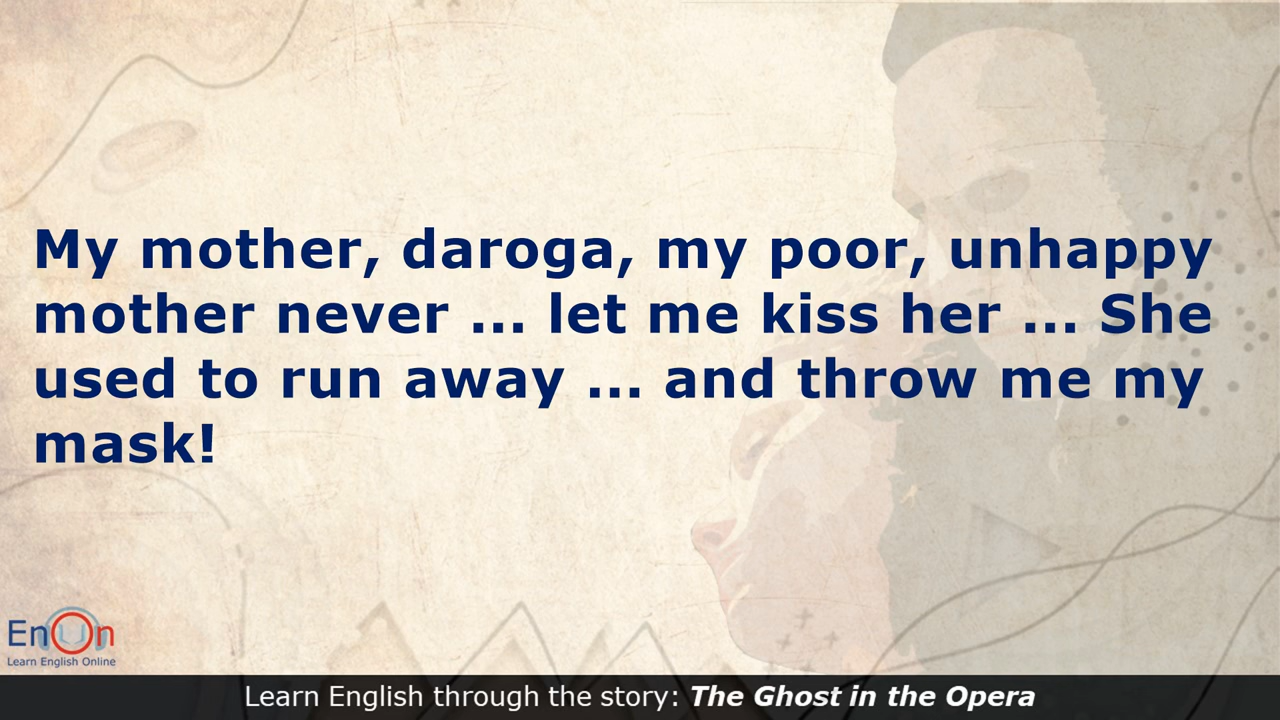 My mother, daroga, my poor, unhappy
mother never ... let me kiss her ... She
used to run away ... and throw me my
mask!
EnOn
Learn English Online
Learn English through the story: The Ghost in the Opera